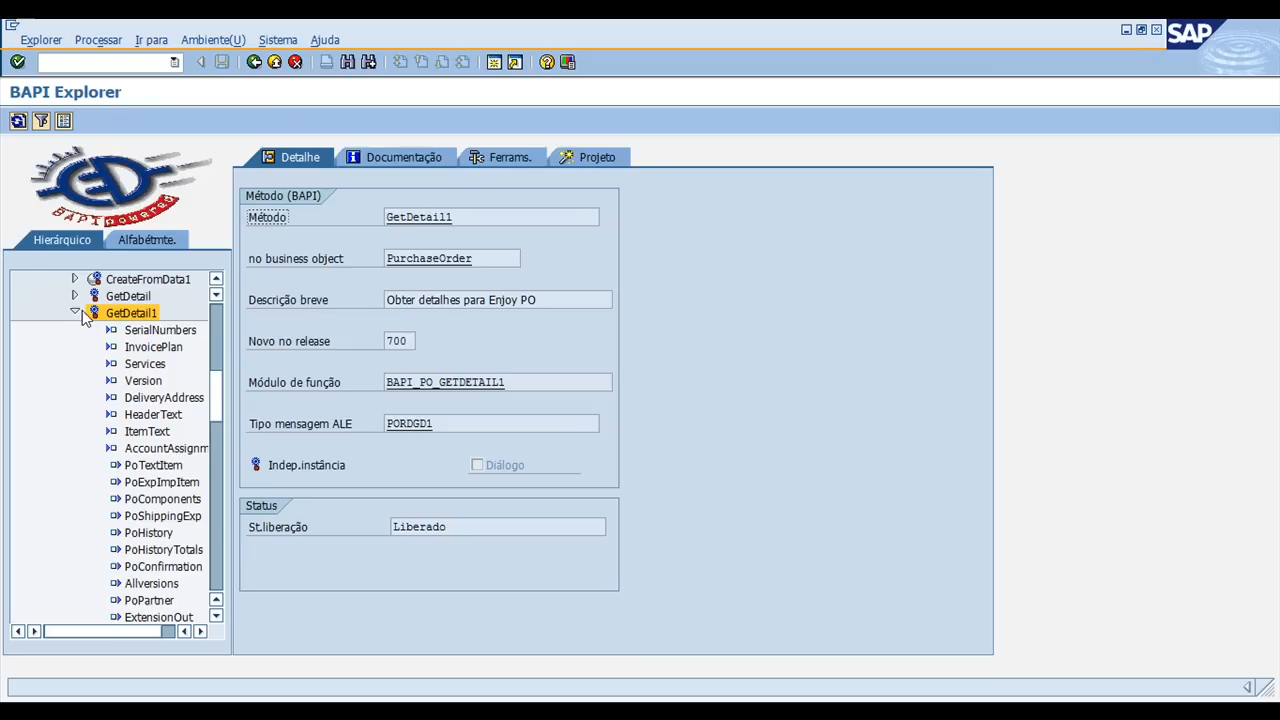 SAP
Explorer Processar Ir para Ambiente(U) Sistema Ajuda
BAPI Explorer
BAPI powered
Hierárquico Alfabétmte.
CreateFromData1
GetDetail
GetDetail1
SerialNumbers
InvoicePlan
Services
Version
DeliveryAddress
HeaderText
ItemText
AccountAssignm
PoTextItem
PoExpImpItem
PoComponents
PoShippingExp
PoHistory
PoHistoryTotals
PoConfirmation
Allversions
PoPartner
ExtensionOut
Detalhe Documentação Ferrams. Projeto
Método (BAPI)
Método GetDetail1
no business object PurchaseOrder
Descrição breve Obter detalhes para Enjoy PO
Novo no release 700
Módulo de função BAPI_PO_GETDETAIL1
Tipo mensagem ALE PORDGD1
Indep.instância Diálogo
Status
St.liberação Liberado